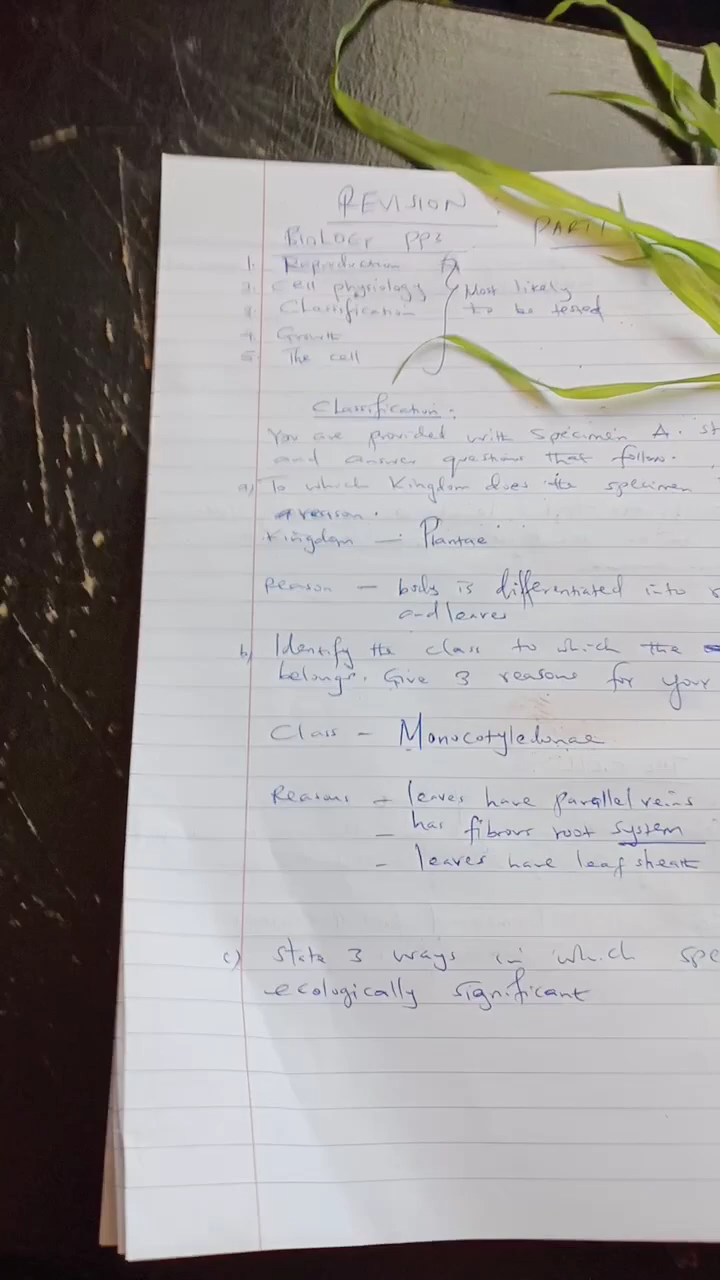 REVISION
BIOLOGY PP3 PART 1
1. Reproduction
2. Cell physiology
3. Classification
4. Growth
5. The cell
Most likely
to be tested
Classification.
You are provided with specimen A. st
and answer questions that follow.
a) To which Kingdom does the specimen
a reason.
Kingdom — Plantae
Reason — body is differentiated into r
and leaves
b) Identify the class to which the
belongs. Give 3 reasons for your
Class — Monocotyledonae
Reasons — leaves have parallel veins
— has fibrous root system
— leaves have leaf sheath
c) State 3 ways in which spe
ecologically significant